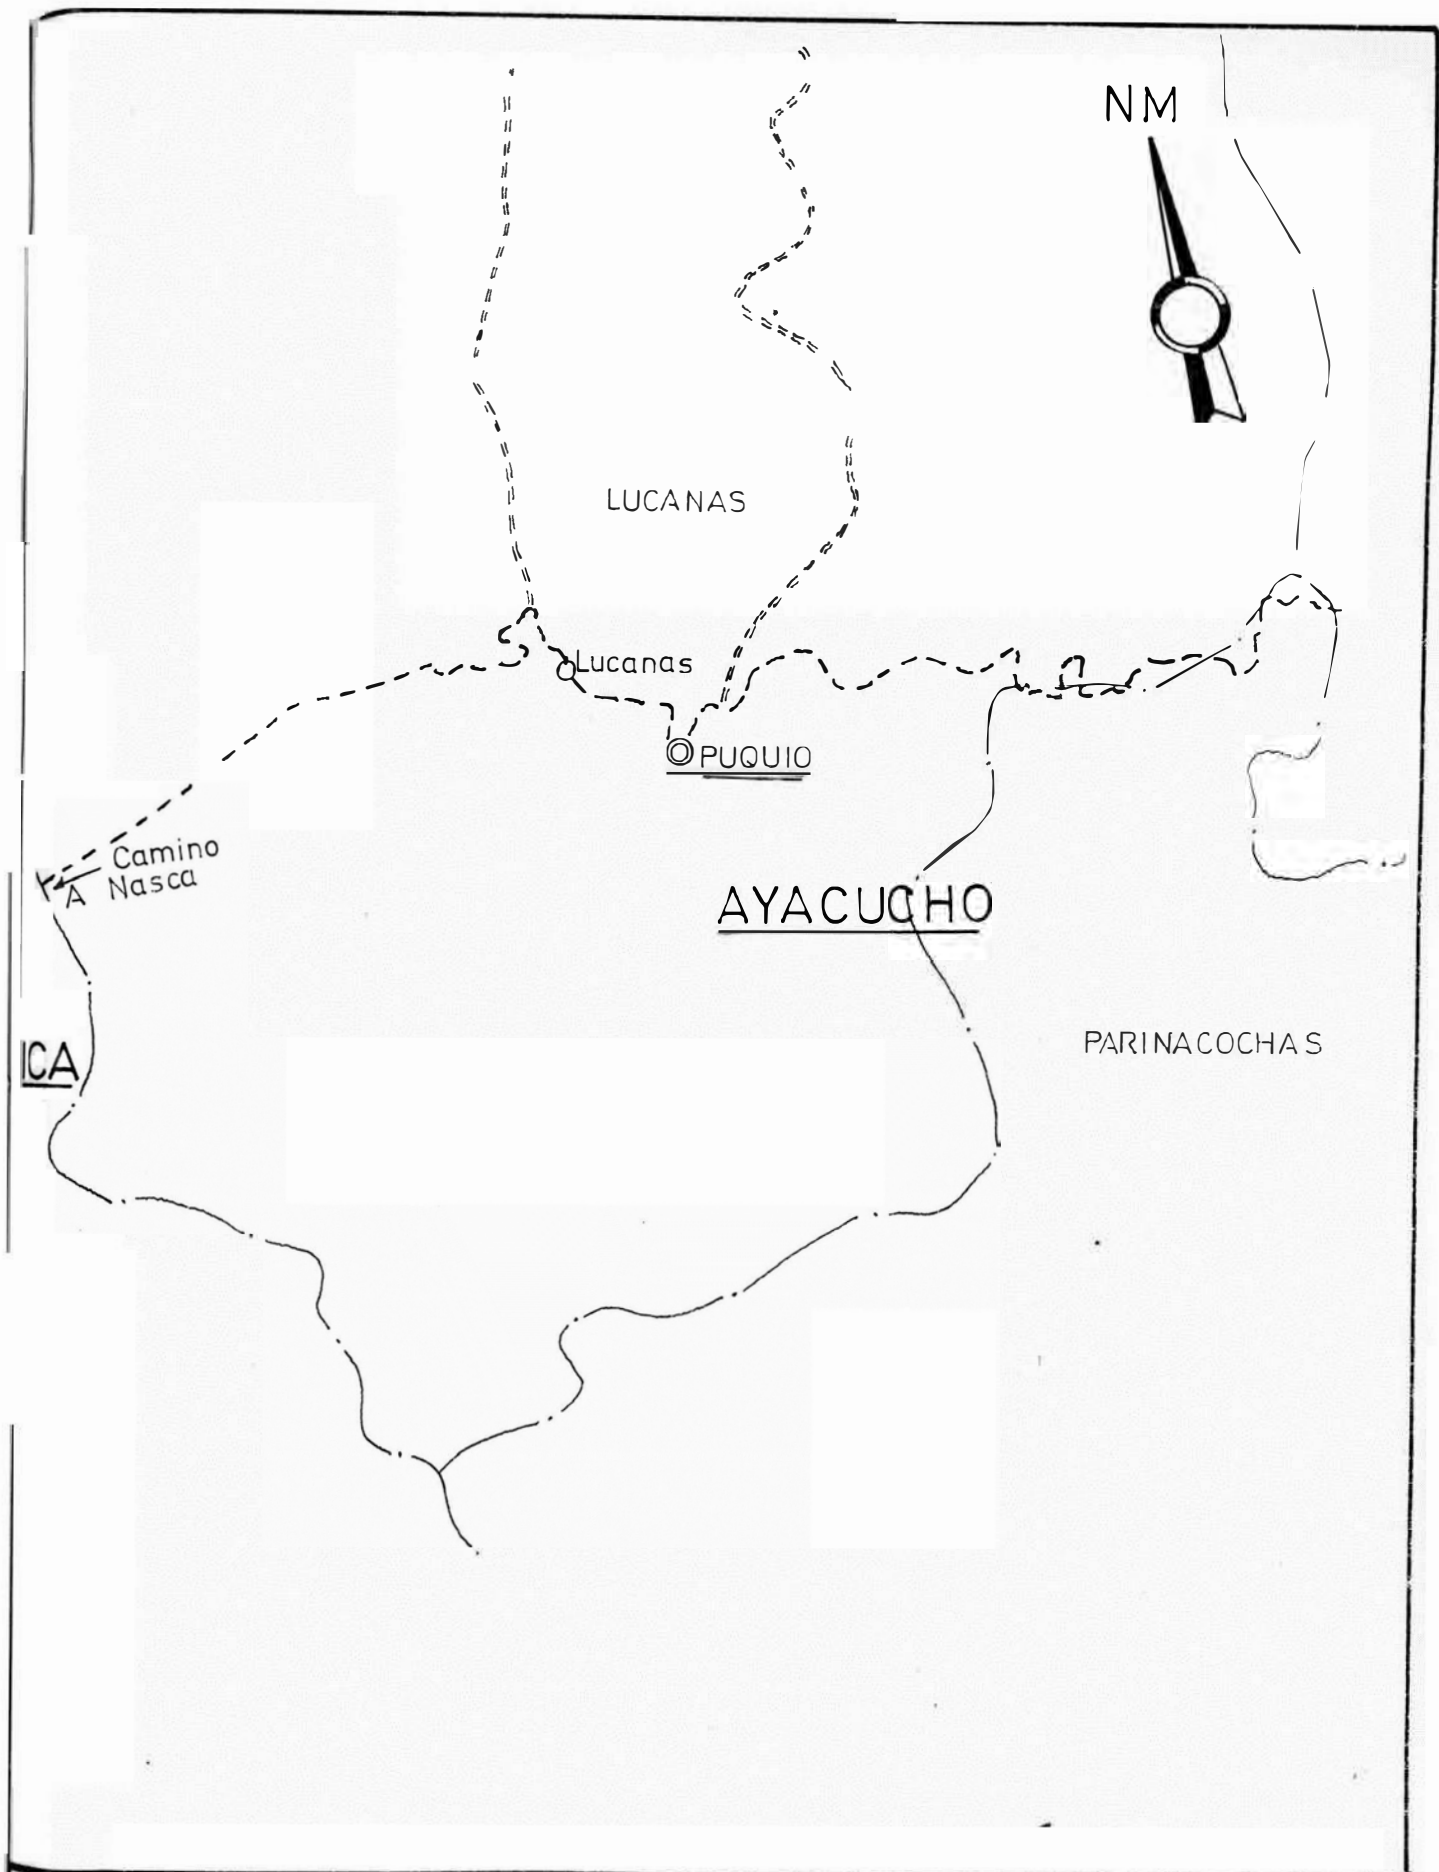 NM
LUCANAS
Lucanas
PUQUIO
Camino
A Nasca
AYACUCHO
ICA
PARINACOCHAS